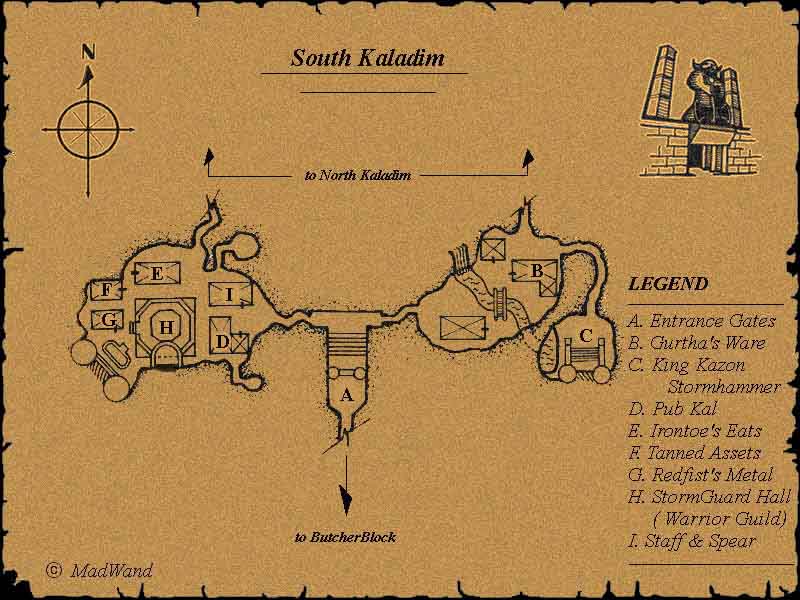 South Kaladim
N
to North Kaladim
E
F
I
G
H
D
B
C
A
to ButcherBlock
LEGEND
A. Entrance Gates
B. Gurtha's Ware
C. King Kazon
Stormhammer
D. Pub Kal
E. Irontoe's Eats
F. Tanned Assets
G. Redfist's Metal
H. StormGuard Hall
( Warrior Guild)
I. Staff & Spear
© MadWand